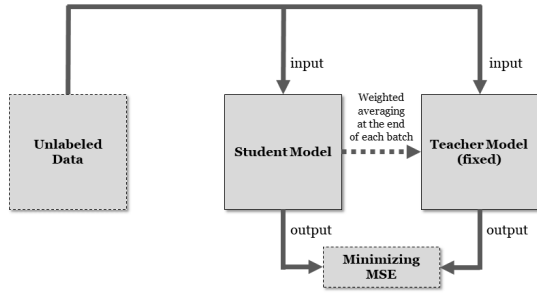 input
input
Unlabeled
Data
Student Model
Weighted
averaging
at the end
of each batch
Teacher Model
(fixed)
output
output
Minimizing
MSE